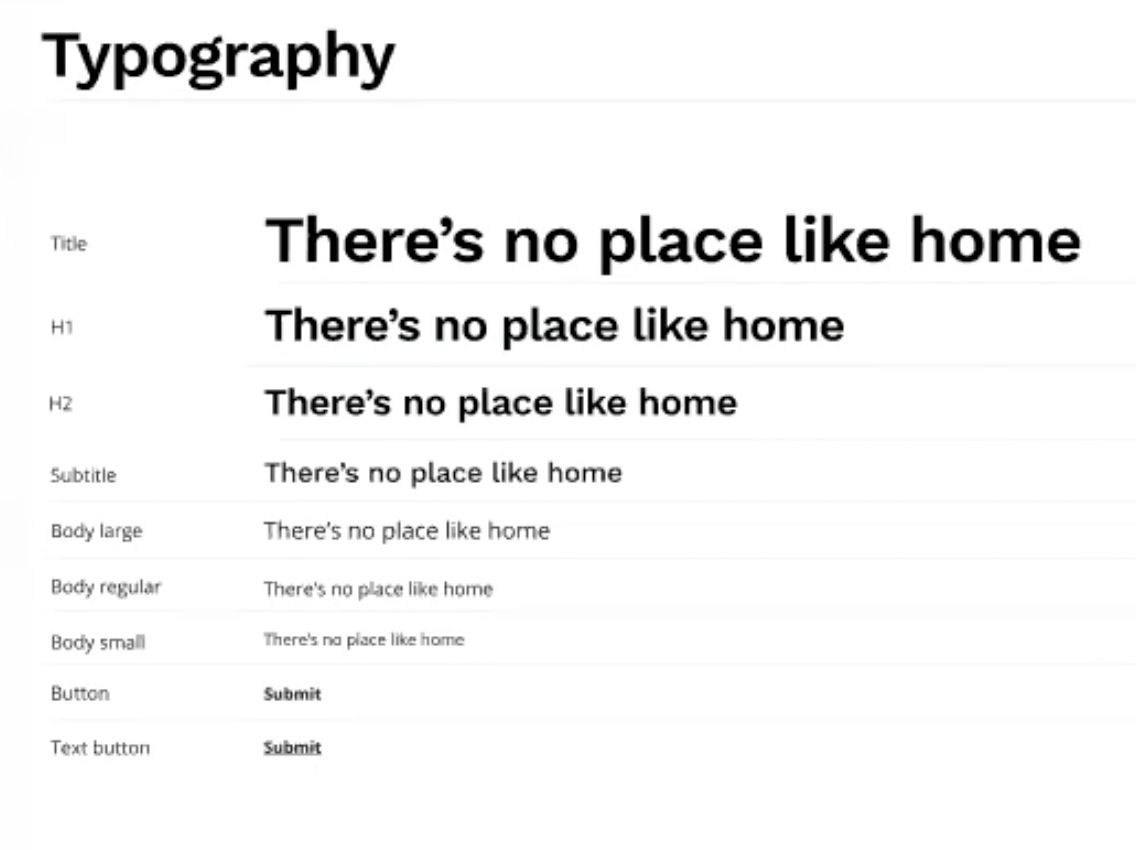 Typography
Title There’s no place like home
H1 There’s no place like home
H2 There’s no place like home
Subtitle There’s no place like home
Body large There’s no place like home
Body regular There's no place like home
Body small There's no place like home
Button Submit
Text button Submit